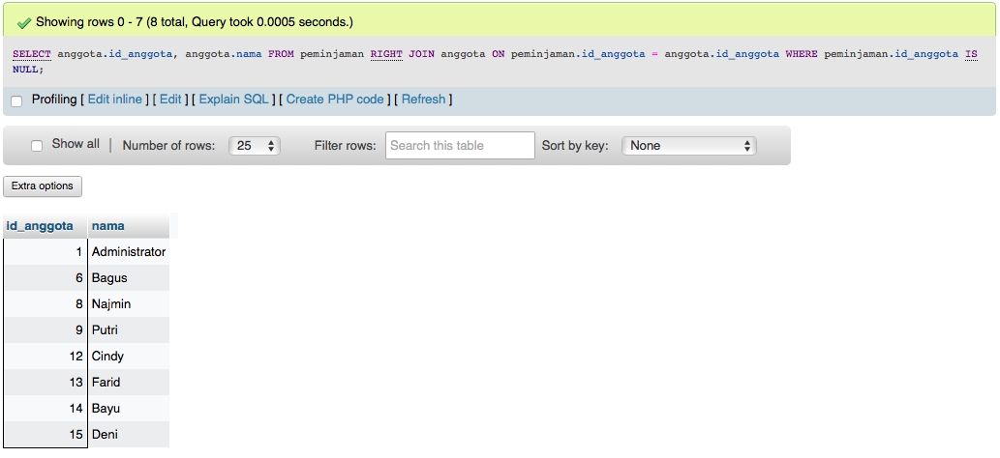 Showing rows 0 - 7 (8 total, Query took 0.0005 seconds.)
SELECT anggota.id_anggota, anggota.nama FROM peminjaman RIGHT JOIN anggota ON peminjaman.id_anggota = anggota.id_anggota WHERE peminjaman.id_anggota IS
NULL;
Profiling [ Edit inline ] [ Edit ] [ Explain SQL ] [ Create PHP code ] [ Refresh ]
Show all | Number of rows: 25 Filter rows: Search this table Sort by key: None
Extra options
id_anggota nama
1 Administrator
6 Bagus
8 Najmin
9 Putri
12 Cindy
13 Farid
14 Bayu
15 Deni